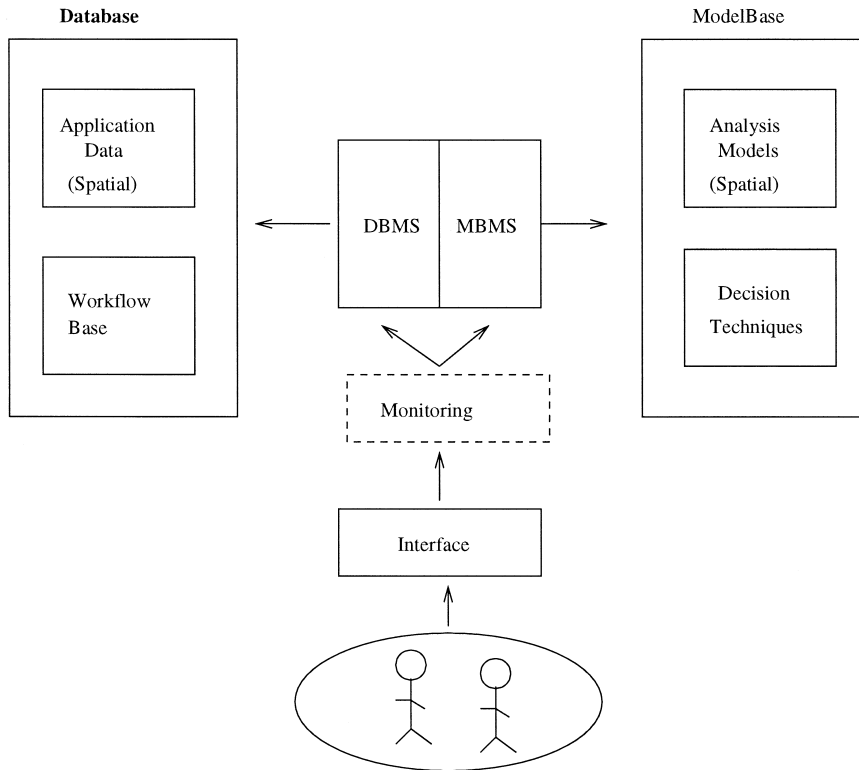 Database
ModelBase
Application
Data
(Spatial)
Workflow
Base
DBMS
MBMS
Analysis
Models
(Spatial)
Decision
Techniques
Monitoring
Interface